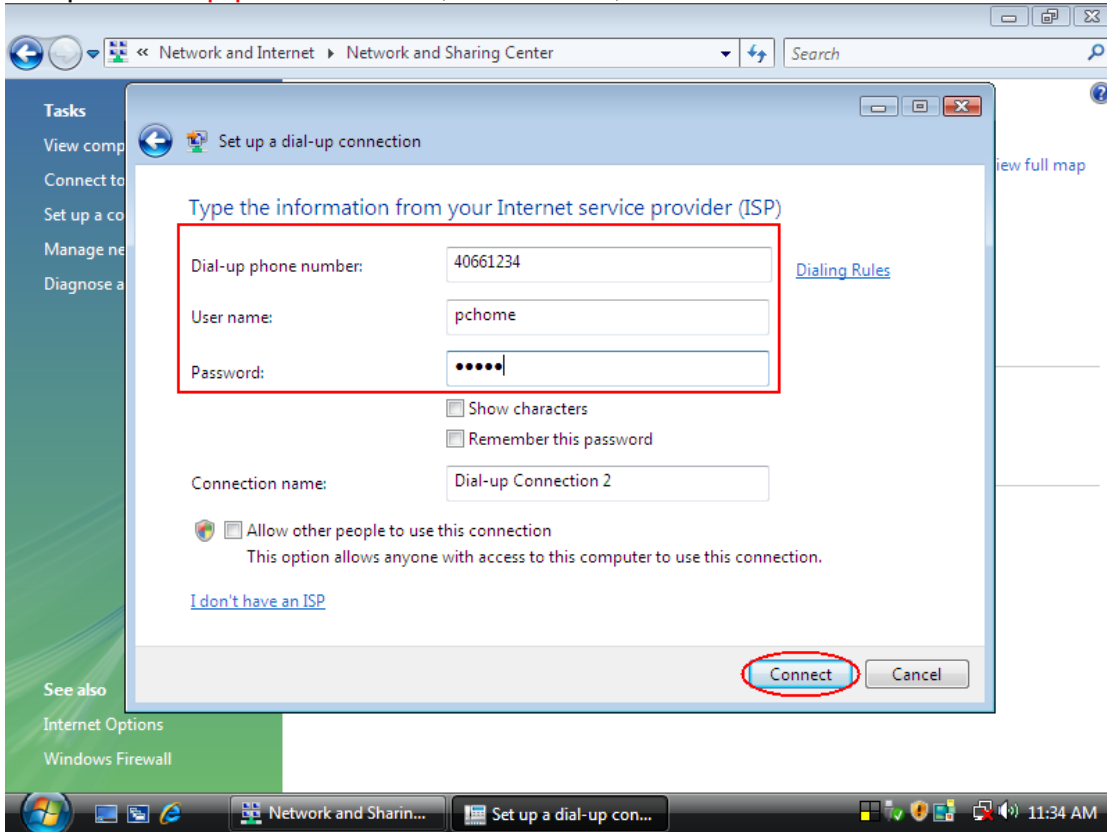 « Network and Internet ▸ Network and Sharing Center
Search
Tasks
View comp
Connect to
Set up a co
Manage ne
Diagnose a
iew full map
Set up a dial-up connection
Type the information from your Internet service provider (ISP)
Dial-up phone number: 40661234 Dialing Rules
User name: pchome
Password: •••••
Show characters
Remember this password
Connection name: Dial-up Connection 2
Allow other people to use this connection
This option allows anyone with access to this computer to use this connection.
I don't have an ISP
Connect Cancel
See also
Internet Options
Windows Firewall
Network and Sharin... Set up a dial-up con... 11:34 AM